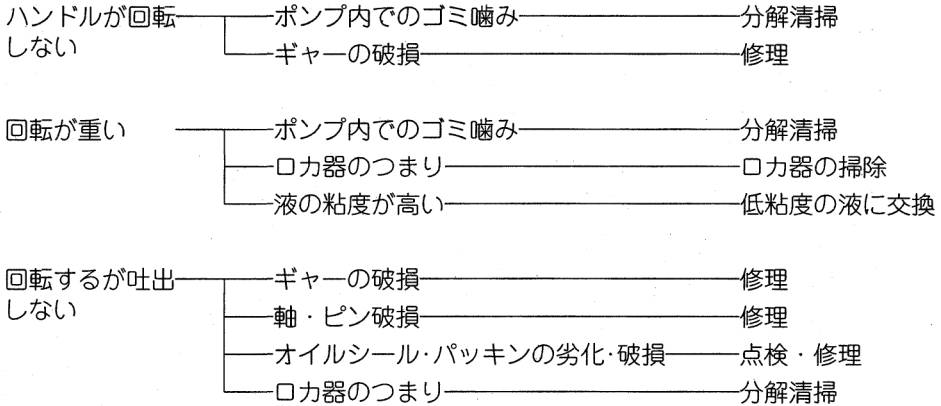 ハンドルが回転 ポンプ内でのゴミ噛み 分解清掃
しない ギャーの破損 修理
回転が重い ポンプ内でのゴミ噛み 分解清掃
ロカ器のつまり ロカ器の掃除
液の粘度が高い 低粘度の液に交換
回転するが吐出 ギャーの破損 修理
しない 軸・ピン破損 修理
オイルシール・パッキンの劣化・破損 点検・修理
ロカ器のつまり 分解清掃